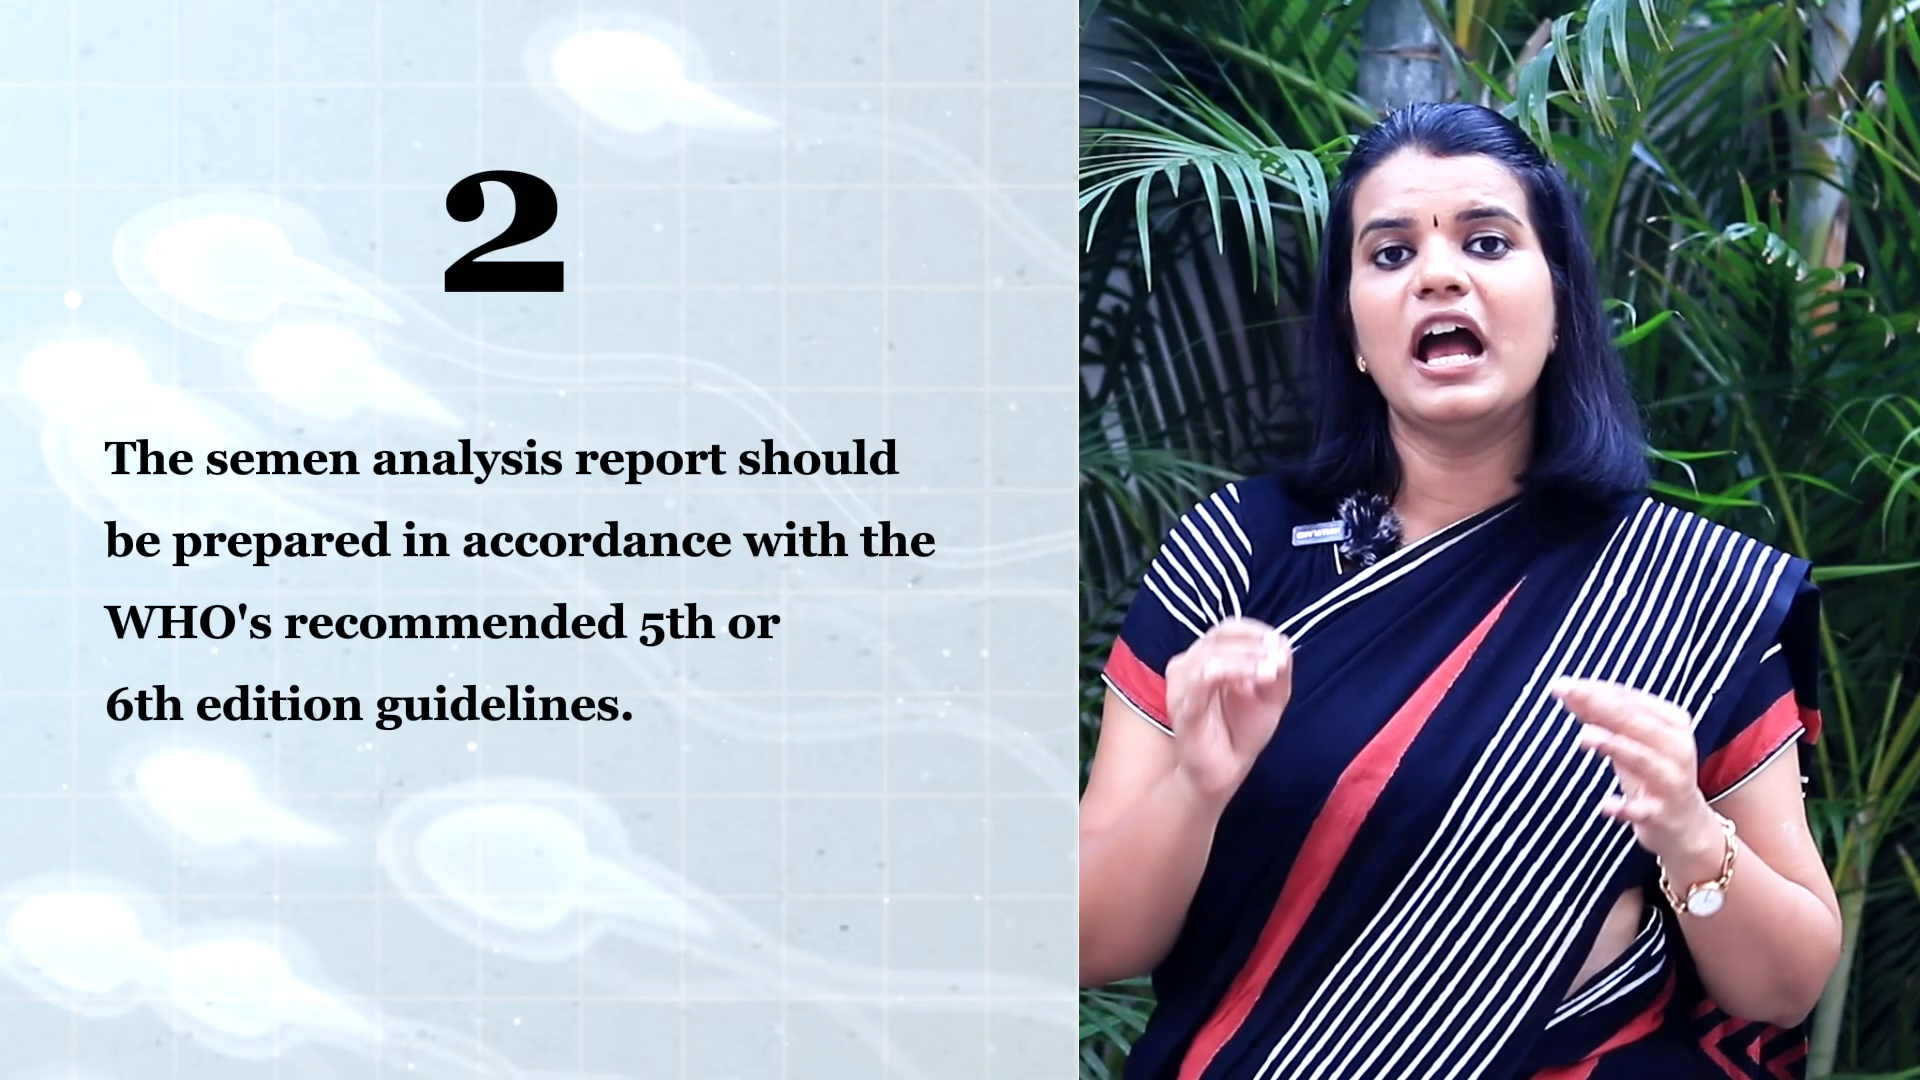 2
The semen analysis report should
be prepared in accordance with the
WHO's recommended 5th or
6th edition guidelines.